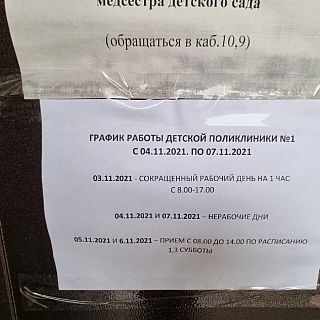 медсестра детского сада
(обращаться в каб.10,9)
ГРАФИК РАБОТЫ ДЕТСКОЙ ПОЛИКЛИНИКИ №1
С 04.11.2021. ПО 07.11.2021
03.11.2021 - СОКРАЩЕННЫЙ РАБОЧИЙ ДЕНЬ НА 1 ЧАС
С 8.00-17.00
04.11.2021 И 07.11.2021 – НЕРАБОЧИЕ ДНИ
05.11.2021 И 6.11.2021 – ПРИЕМ С 08.00 ДО 14.00 ПО РАСПИСАНИЮ
1,3 СУББОТЫ